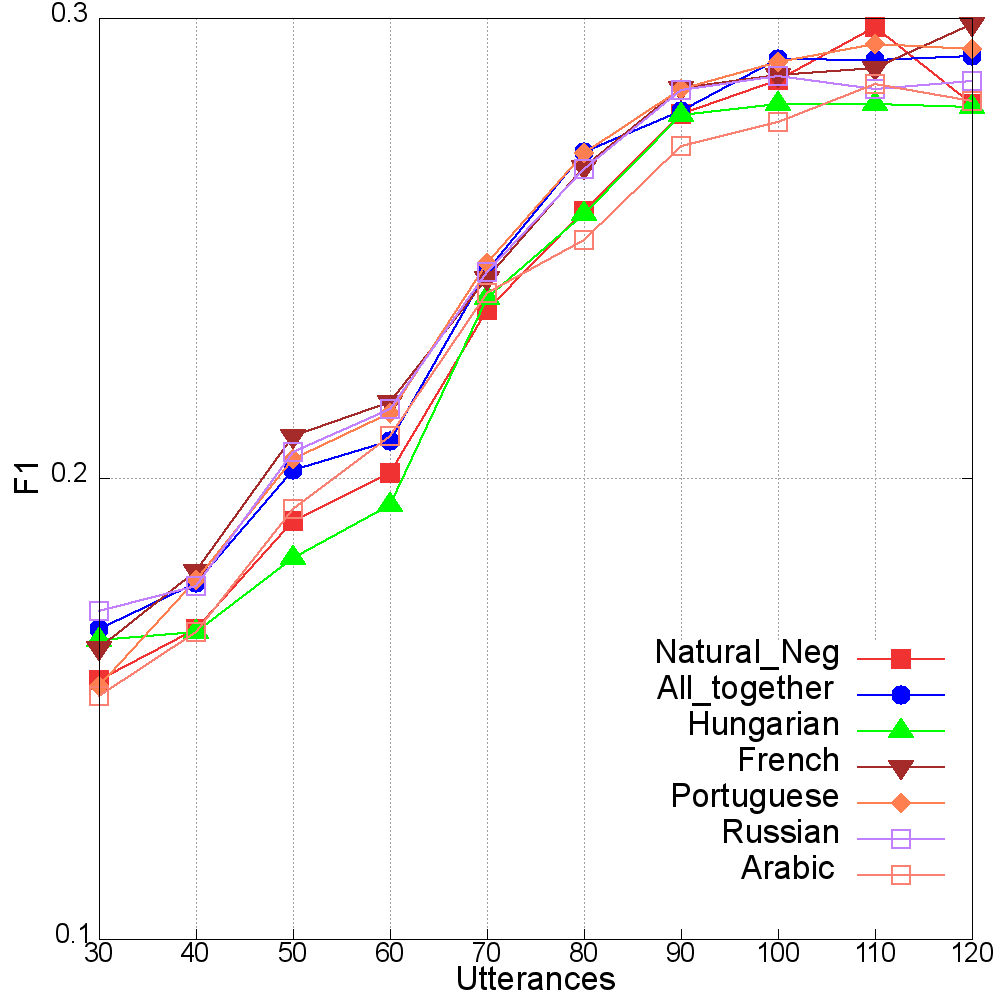 0.3
0.2
0.1
F1
Natural_Neg
All_together
Hungarian
French
Portuguese
Russian
Arabic
30 40 50 60 70 80 90 100 110 120
Utterances